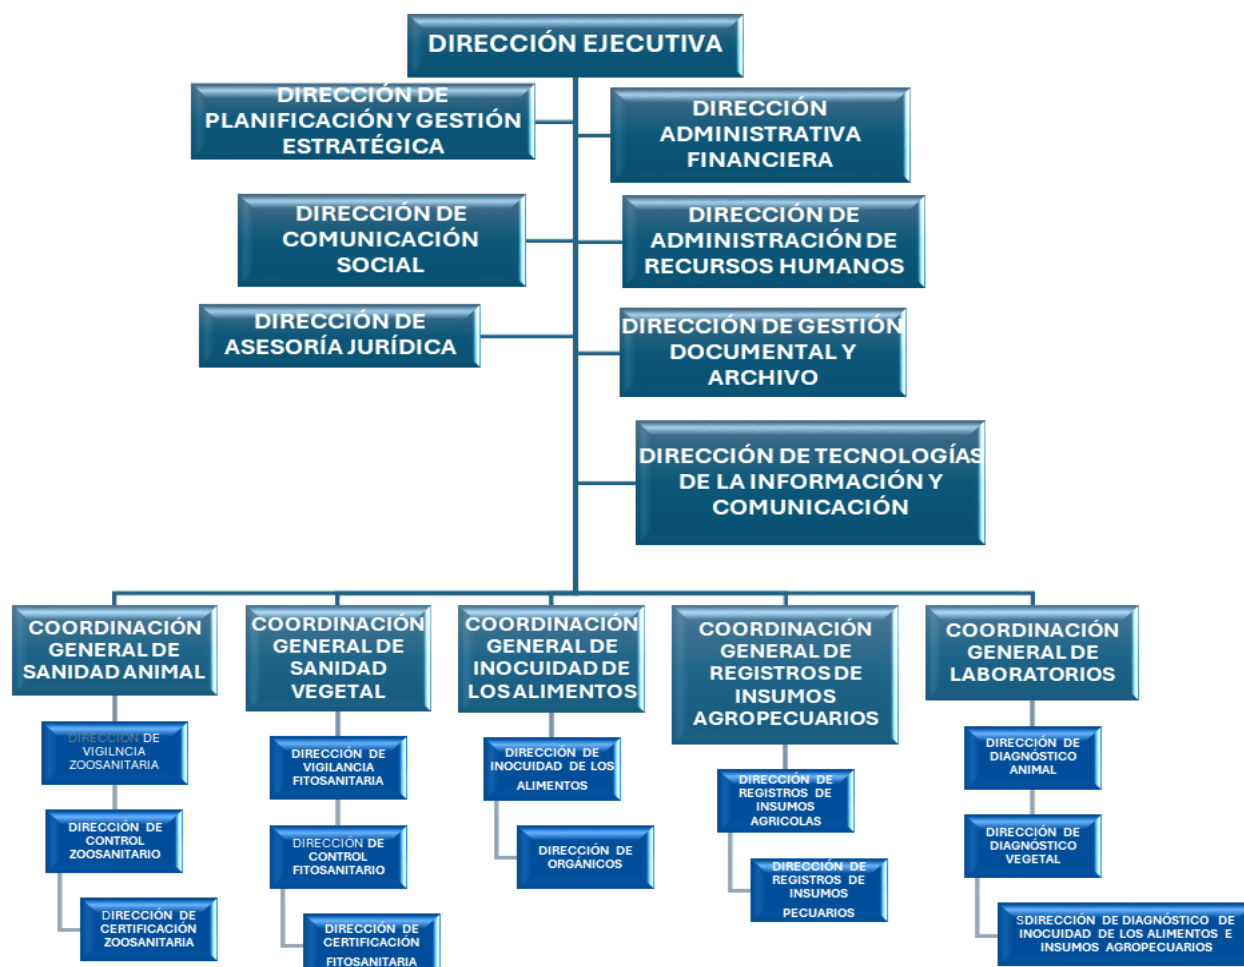 DIRECCIÓN EJECUTIVA
DIRECCIÓN DE
PLANIFICACIÓN Y GESTIÓN
ESTRATÉGICA
DIRECCIÓN
ADMINISTRATIVA
FINANCIERA
DIRECCIÓN DE
COMUNICACIÓN
SOCIAL
DIRECCIÓN DE
ADMINISTRACIÓN DE
RECURSOS HUMANOS
DIRECCIÓN DE
ASESORÍA JURÍDICA
DIRECCIÓN DE GESTIÓN
DOCUMENTAL Y
ARCHIVO
DIRECCIÓN DE TECNOLOGÍAS
DE LA INFORMACIÓN Y
COMUNICACIÓN
COORDINACIÓN
GENERAL DE
SANIDAD ANIMAL
DIRECCIÓN DE
VIGILNCIA
ZOOSANITARIA
DIRECCIÓN DE
CONTROL
ZOOSANITARIO
DIRECCIÓN DE
CERTIFICACIÓN
ZOOSANITARIA
COORDINACIÓN
GENERAL DE
SANIDAD
VEGETAL
DIRECCIÓN DE
VIGILANCIA
FITOSANITARIA
DIRECCIÓN DE
CONTROL
FITOSANITARIO
DIRECCIÓN DE
CERTIFICACIÓN
FITOSANITARIA
COORDINACIÓN
GENERAL DE
INOCUIDAD DE
LOS ALIMENTOS
DIRECCIÓN DE
INOCUIDAD DE LOS
ALIMENTOS
DIRECCIÓN DE
ORGÁNICOS
COORDINACIÓN
GENERAL DE
REGISTROS DE
INSUMOS
AGROPECUARIOS
DIRECCIÓN DE
REGISTROS DE
INSUMOS
AGRICOLAS
DIRECCIÓN DE
REGISTROS DE
INSUMOS
PECUARIOS
COORDINACIÓN
GENERAL DE
LABORATORIOS
DIRECCIÓN DE
DIAGNÓSTICO
ANIMAL
DIRECCIÓN DE
DIAGNÓSTICO
VEGETAL
SDIRECCIÓN DE DIAGNÓSTICO DE
INOCUIDAD DE LOS ALIMENTOS E
INSUMOS AGROPECUARIOS